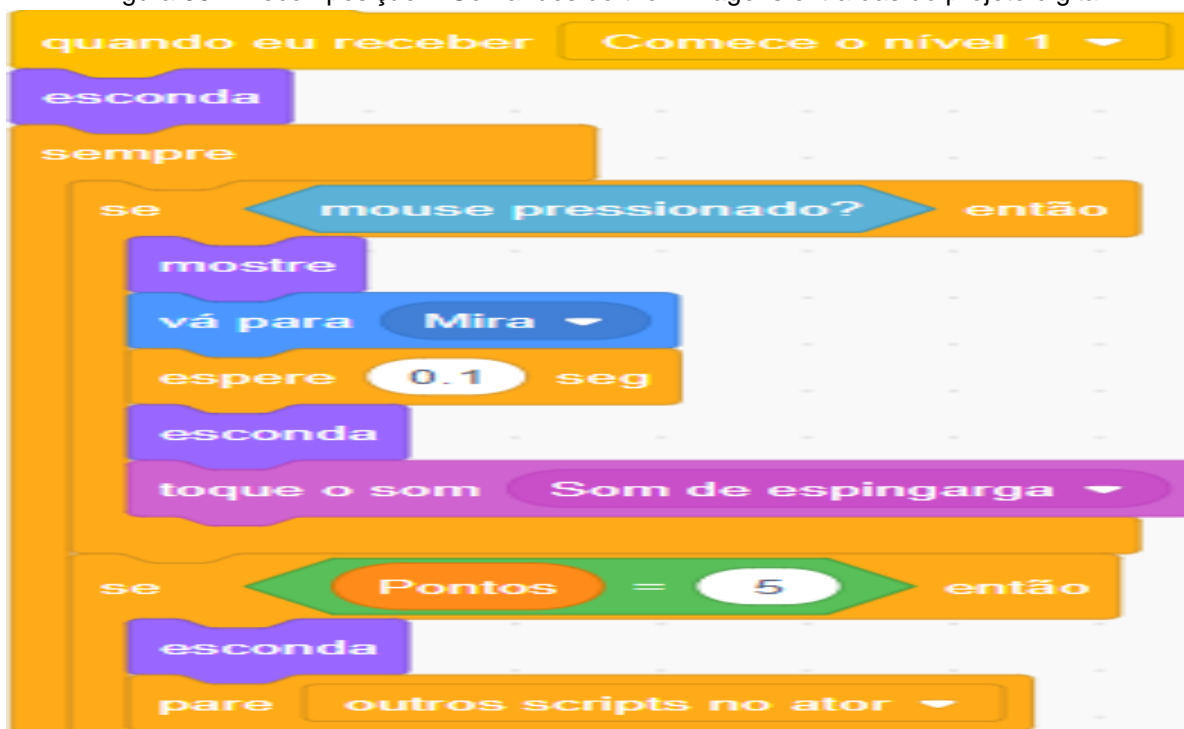 quando eu receber Comece o nível 1
esconda
sempre
se mouse pressionado? então
mostre
vá para Mira
espere 0.1 seg
esconda
toque o som Som de espingarga
se Pontos = 5 então
esconda
pare outros scripts no ator